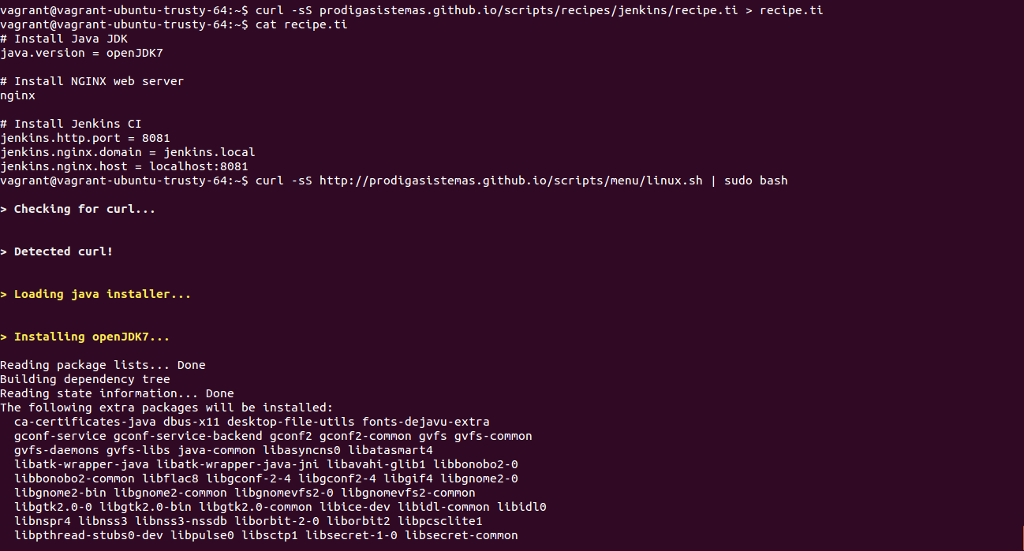 vagrant@vagrant-ubuntu-trusty-64:~$ curl -sS prodigasistemas.github.io/scripts/recipes/jenkins/recipe.ti > recipe.ti
vagrant@vagrant-ubuntu-trusty-64:~$ cat recipe.ti
# Install Java JDK
java.version = openJDK7
# Install NGINX web server
nginx
# Install Jenkins CI
jenkins.http.port = 8081
jenkins.nginx.domain = jenkins.local
jenkins.nginx.host = localhost:8081
vagrant@vagrant-ubuntu-trusty-64:~$ curl -sS http://prodigasistemas.github.io/scripts/menu/linux.sh | sudo bash
> Checking for curl...
> Detected curl!
> Loading java installer...
> Installing openJDK7...
Reading package lists... Done
Building dependency tree
Reading state information... Done
The following extra packages will be installed:
  ca-certificates-java dbus-x11 desktop-file-utils fonts-dejavu-extra
  gconf-service gconf-service-backend gconf2 gconf2-common gvfs gvfs-common
  gvfs-daemons gvfs-libs java-common libasyncns0 libatasmart4
  libatk-wrapper-java libatk-wrapper-java-jni libavahi-glib1 libbonobo2-0
  libbonobo2-common libflac8 libgconf-2-4 libgconf2-4 libgif4 libgnome2-0
  libgnome2-bin libgnome2-common libgnomevfs2-0 libgnomevfs2-common
  libgtk2.0-0 libgtk2.0-bin libgtk2.0-common libice-dev libidl-common libidl0
  libnspr4 libnss3 libnss3-nssdb liborbit-2-0 liborbit2 libpcsclite1
  libpthread-stubs0-dev libpulse0 libsctp1 libsecret-1-0 libsecret-common